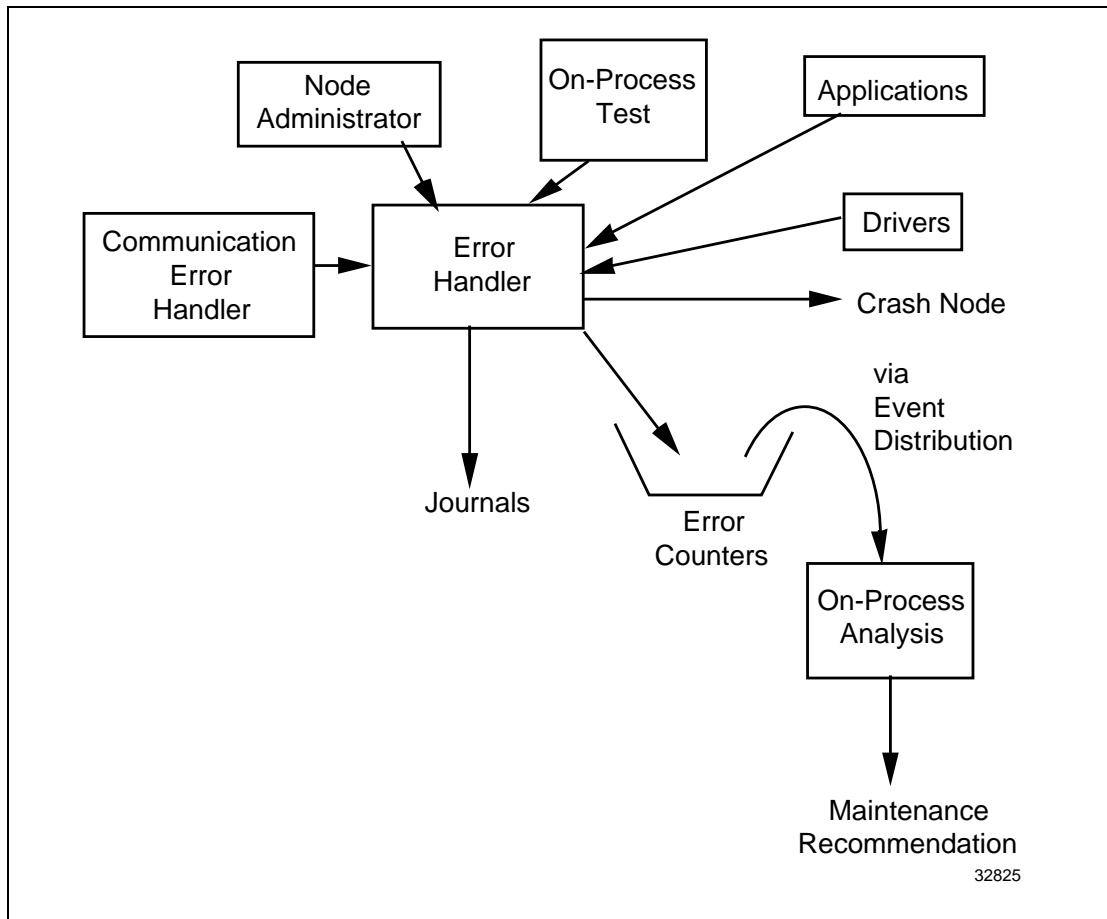 Node
Administrator
On-Process
Test
Applications
Communication
Error
Handler
Error
Handler
Drivers
Crash Node
via
Event
Distribution
Journals
Error
Counters
On-Process
Analysis
Maintenance
Recommendation
32825